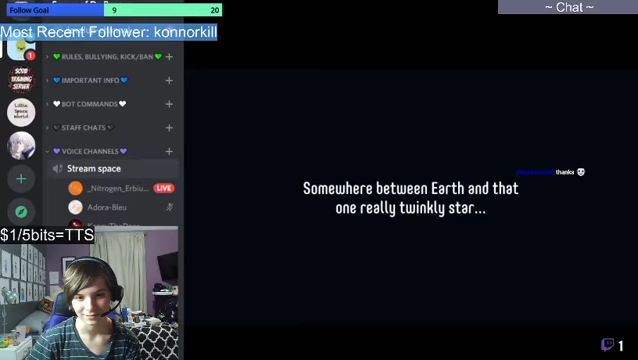 Follow Goal 9 20
~ Chat ~
Most Recent Follower: konnorkill
1
RULES, BULLYING, KICK/BAN
IMPORTANT INFO
BOT COMMANDS
STAFF CHATS
VOICE CHANNELS
Stream space
_Nitrogen_Erbiu... LIVE
Adora-Bleu
thanks
Somewhere between Earth and that
one really twinkly star...
$1/5bits=TTS
1